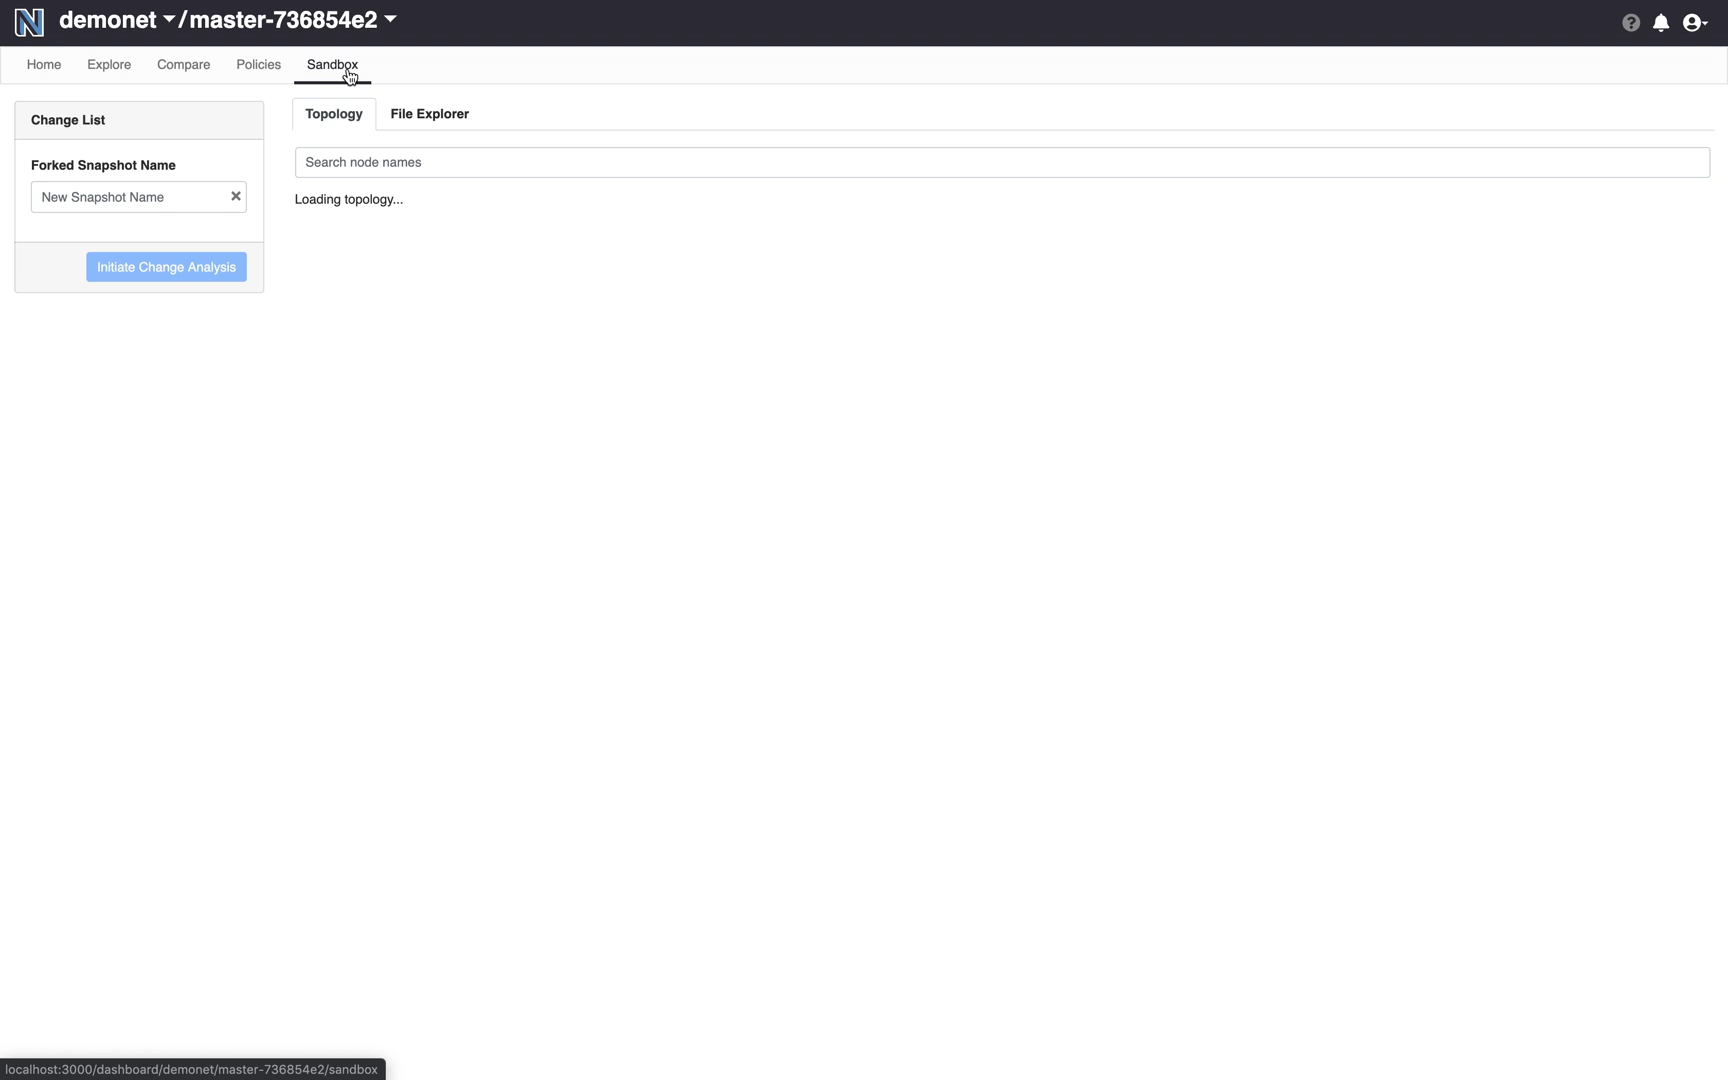 demonet /master-736854e2
Home Explore Compare Policies Sandbox
Change List
Forked Snapshot Name
New Snapshot Name
Initiate Change Analysis
Topology File Explorer
Search node names
Loading topology...
localhost:3000/dashboard/demonet/master-736854e2/sandbox